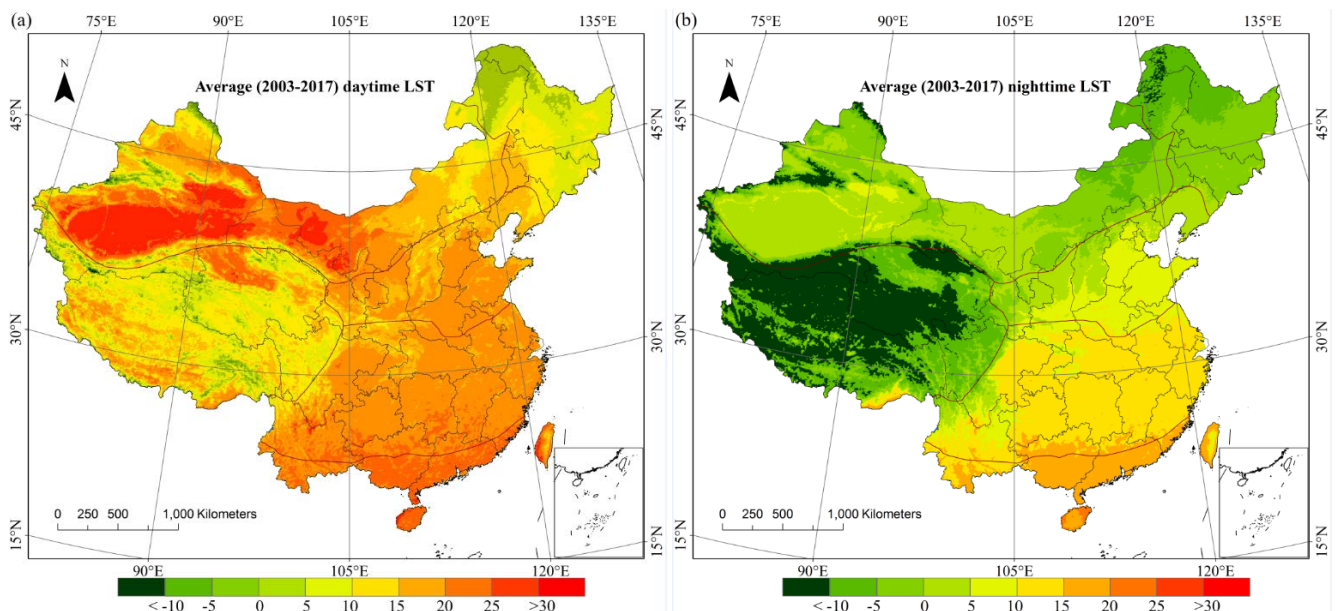 (a)
75°E
90°E
105°E
120°E
135°E
N
Average (2003-2017) daytime LST
45°N
45°N
30°N
30°N
15°N
15°N
0 250 500 1,000 Kilometers
90°E
105°E
120°E
< -10 -5 0 5 10 15 20 25 >30
(b)
75°E
90°E
105°E
120°E
135°E
N
Average (2003-2017) nighttime LST
45°N
45°N
30°N
30°N
15°N
15°N
0 250 500 1,000 Kilometers
90°E
105°E
120°E
< -10 -5 0 5 10 15 20 25 >30